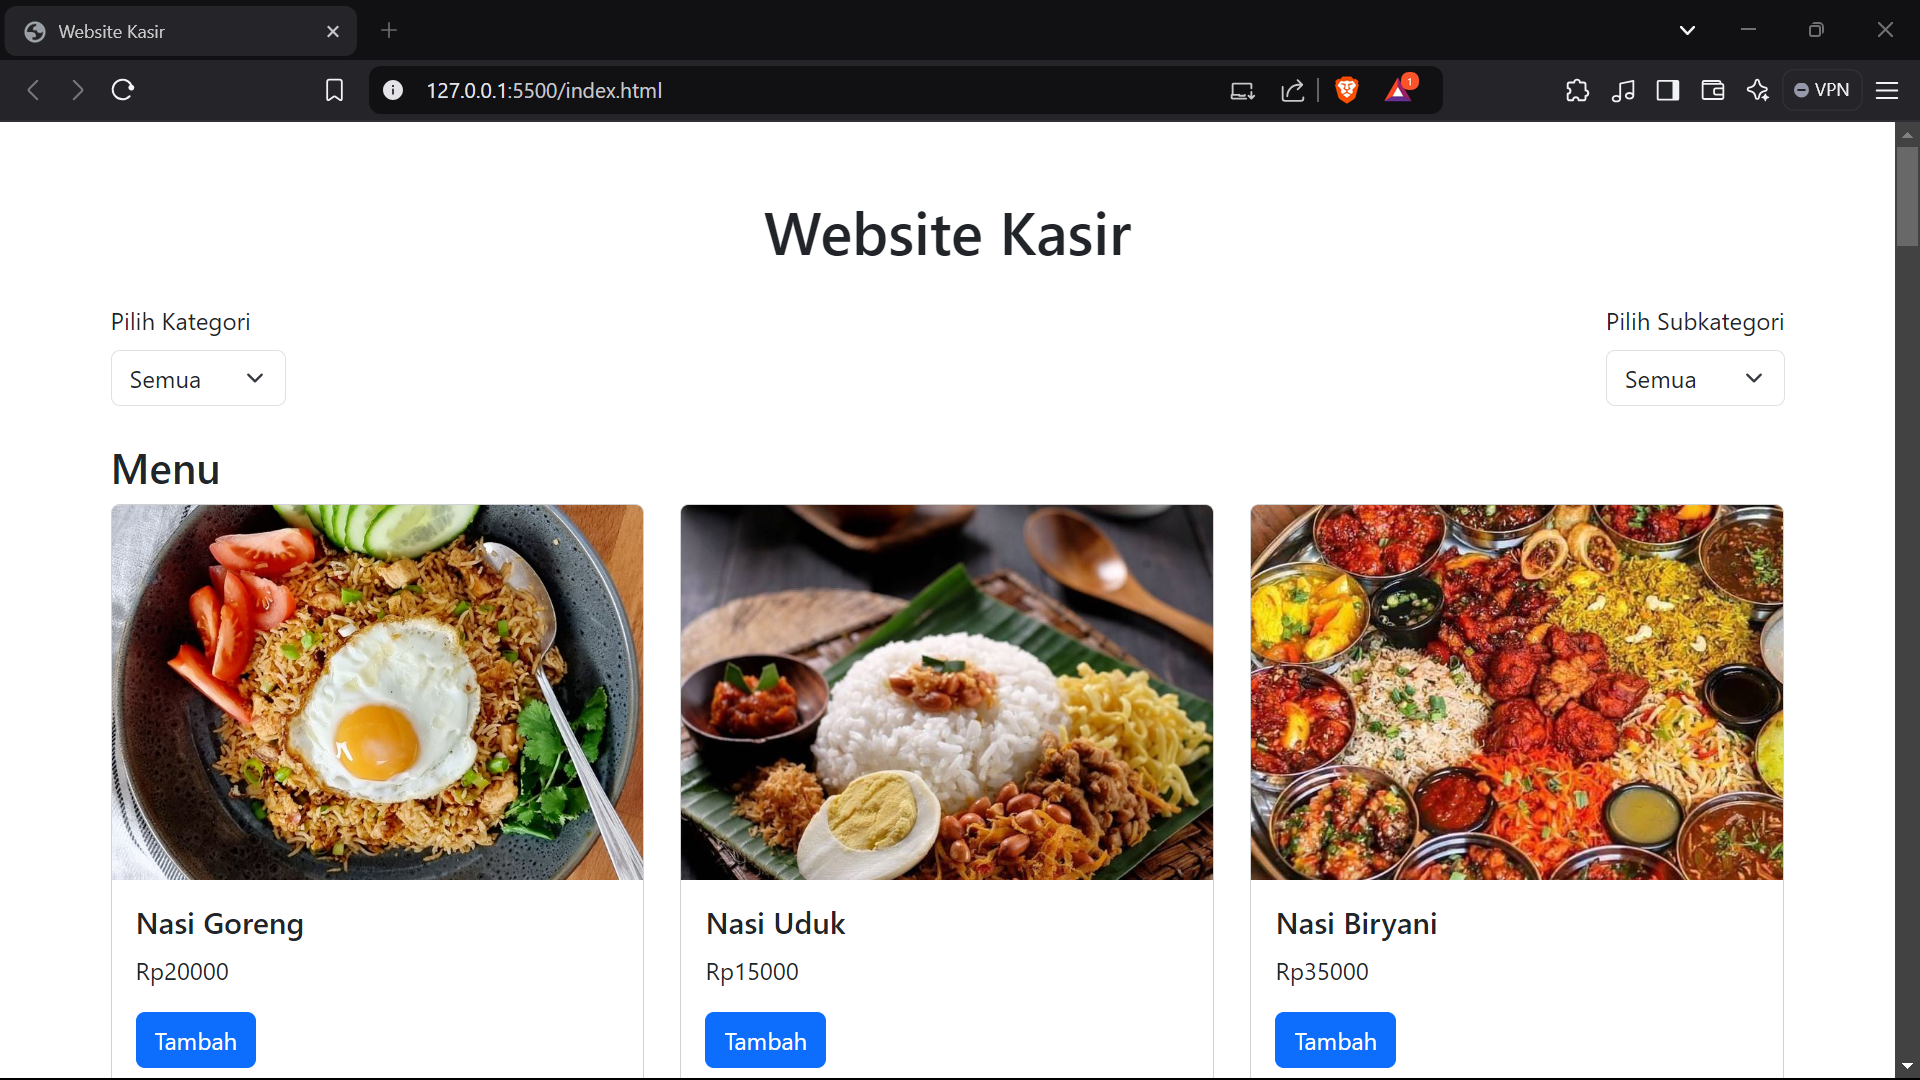 Website Kasir
127.0.0.1:5500/index.html
1
VPN
Website Kasir
Pilih Kategori
Pilih Subkategori
Semua
Semua
Menu
Nasi Goreng
Rp20000
Tambah
Nasi Uduk
Rp15000
Tambah
Nasi Biryani
Rp35000
Tambah